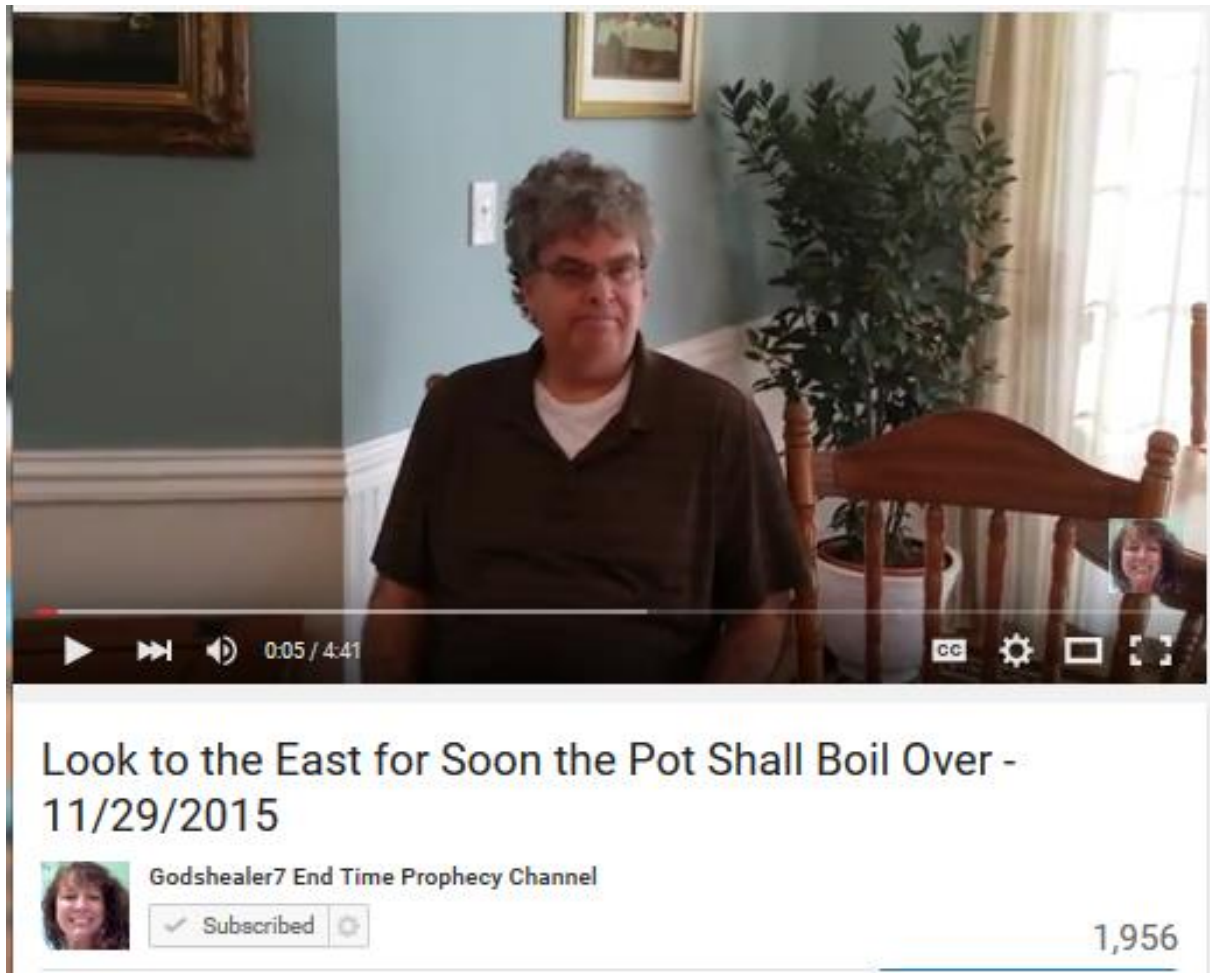 0:05 / 4:41
CC
Look to the East for Soon the Pot Shall Boil Over -
11/29/2015
Godshealer7 End Time Prophecy Channel
Subscribed
1,956